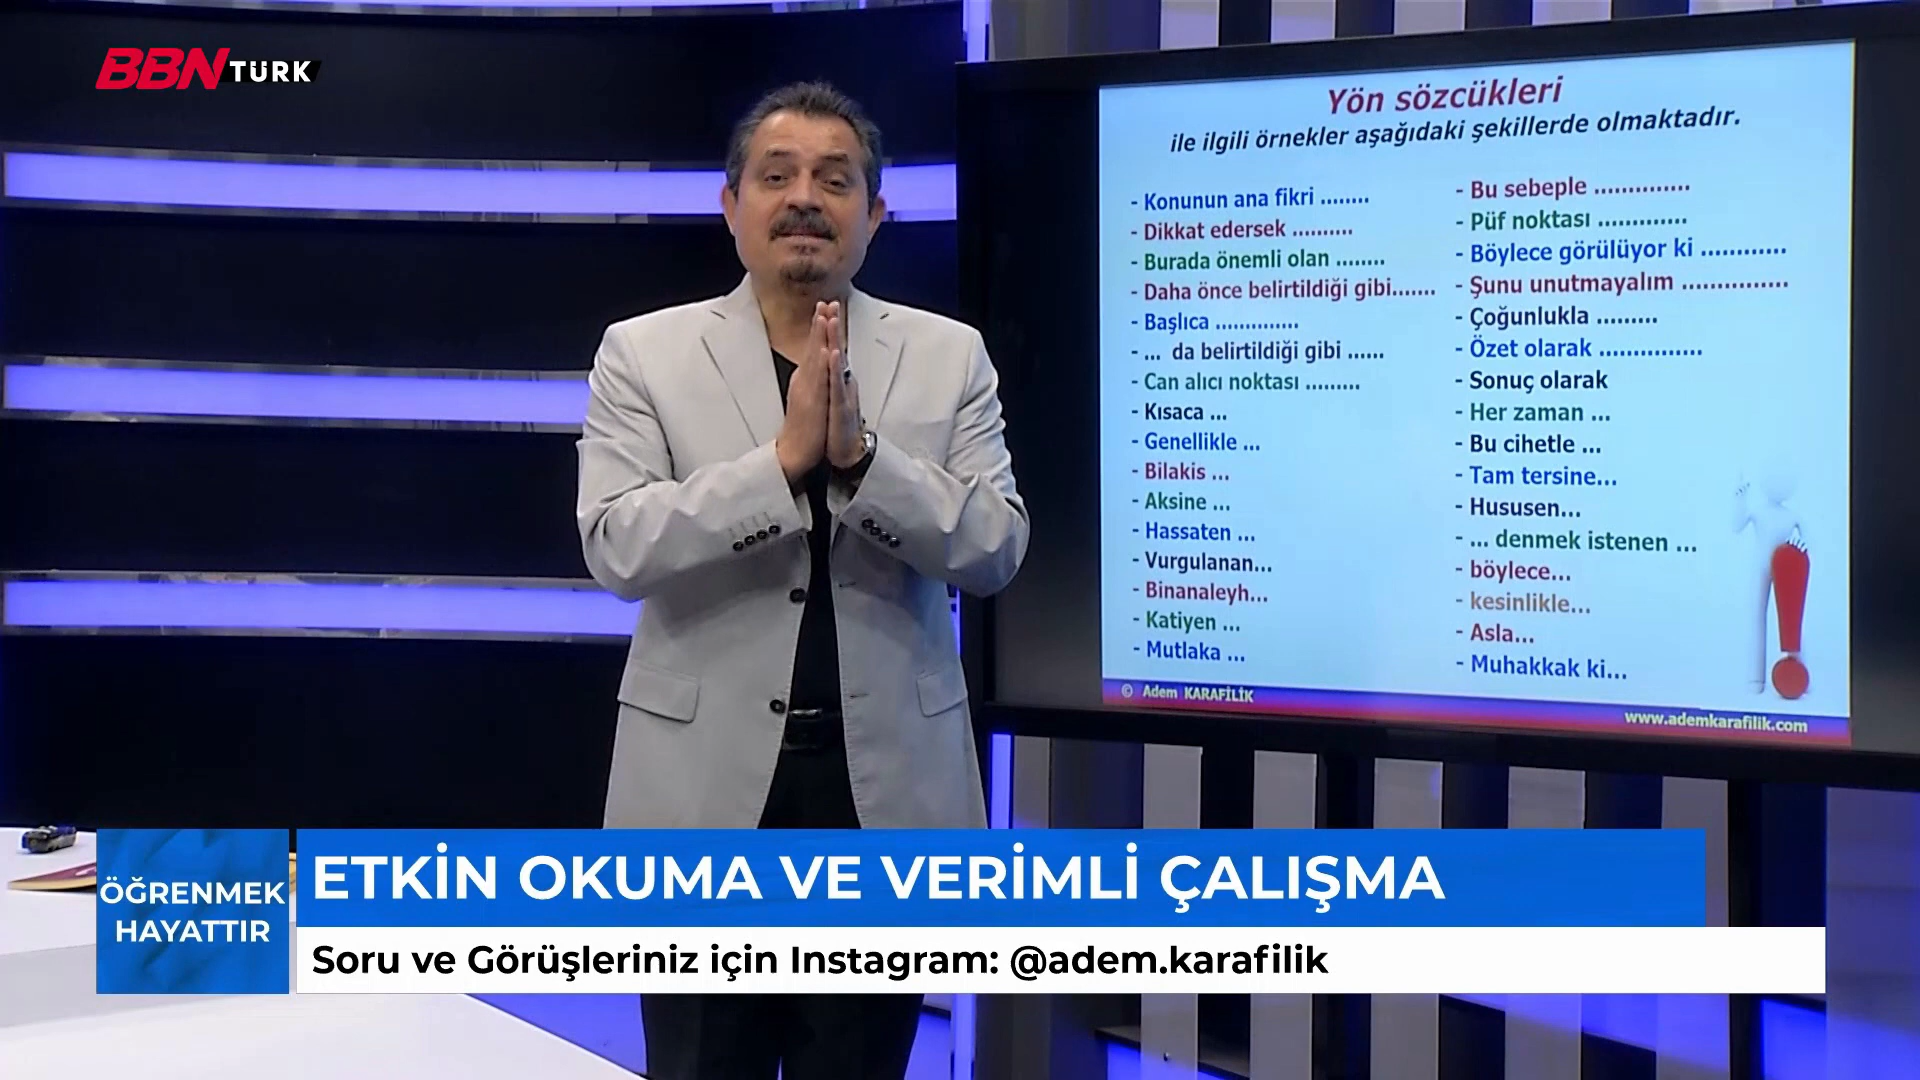 BBN TÜRK
Yön sözcükleri
ile ilgili örnekler aşağıdaki şekillerde olmaktadır.
- Konunun ana fikri ........
- Dikkat edersek ..........
- Burada önemli olan ........
- Daha önce belirtildiği gibi.......
- Başlıca ..............
- ... da belirtildiği gibi ......
- Can alıcı noktası .........
- Kısaca ...
- Genellikle ...
- Bilakis ...
- Aksine ...
- Hassaten ...
- Vurgulanan...
- Binanaleyh...
- Katiyen ...
- Mutlaka ...
- Bu sebeple ..............
- Püf noktası .............
- Böylece görülüyor ki ............
- Şunu unutmayalım ...............
- Çoğunlukla .........
- Özet olarak ...............
- Sonuç olarak
- Her zaman ...
- Bu cihetle ...
- Tam tersine...
- Hususen...
- ... denmek istenen ...
- böylece...
- kesinlikle...
- Asla...
- Muhakkak ki...
© Adem KARAFİLİK
www.ademkarafilik.com
ÖĞRENMEK
HAYATTIR
ETKİN OKUMA VE VERİMLİ ÇALIŞMA
Soru ve Görüşleriniz için Instagram: @adem.karafilik